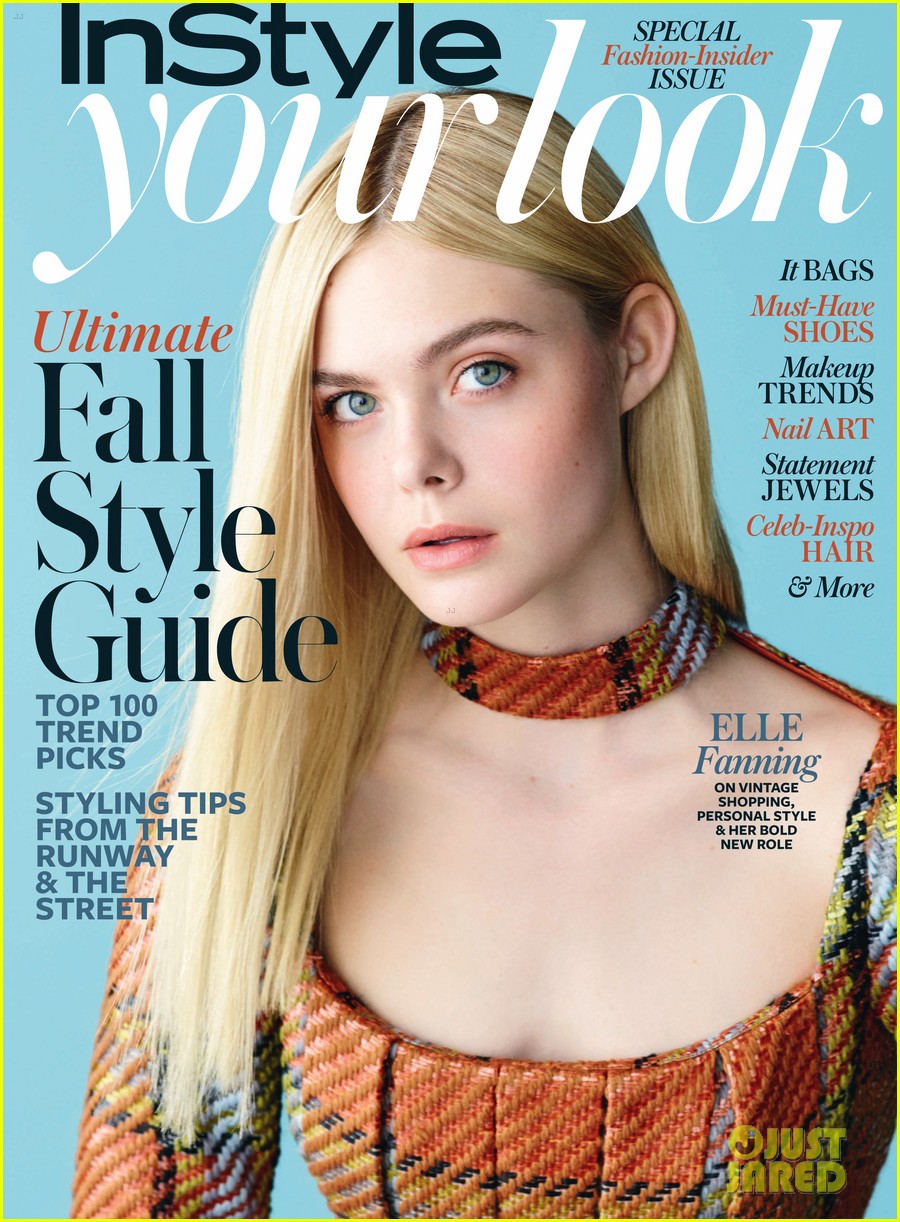 InStyle
your look
SPECIAL
Fashion-Insider
ISSUE
It BAGS
Must-Have
SHOES
Makeup
TRENDS
Nail ART
Statement
JEWELS
Celeb-Inspo
HAIR
& More
Ultimate
Fall
Style
Guide
TOP 100
TREND
PICKS
STYLING TIPS
FROM THE
RUNWAY
& THE
STREET
ELLE
Fanning
ON VINTAGE
SHOPPING,
PERSONAL STYLE
& HER BOLD
NEW ROLE
JUST
JARED